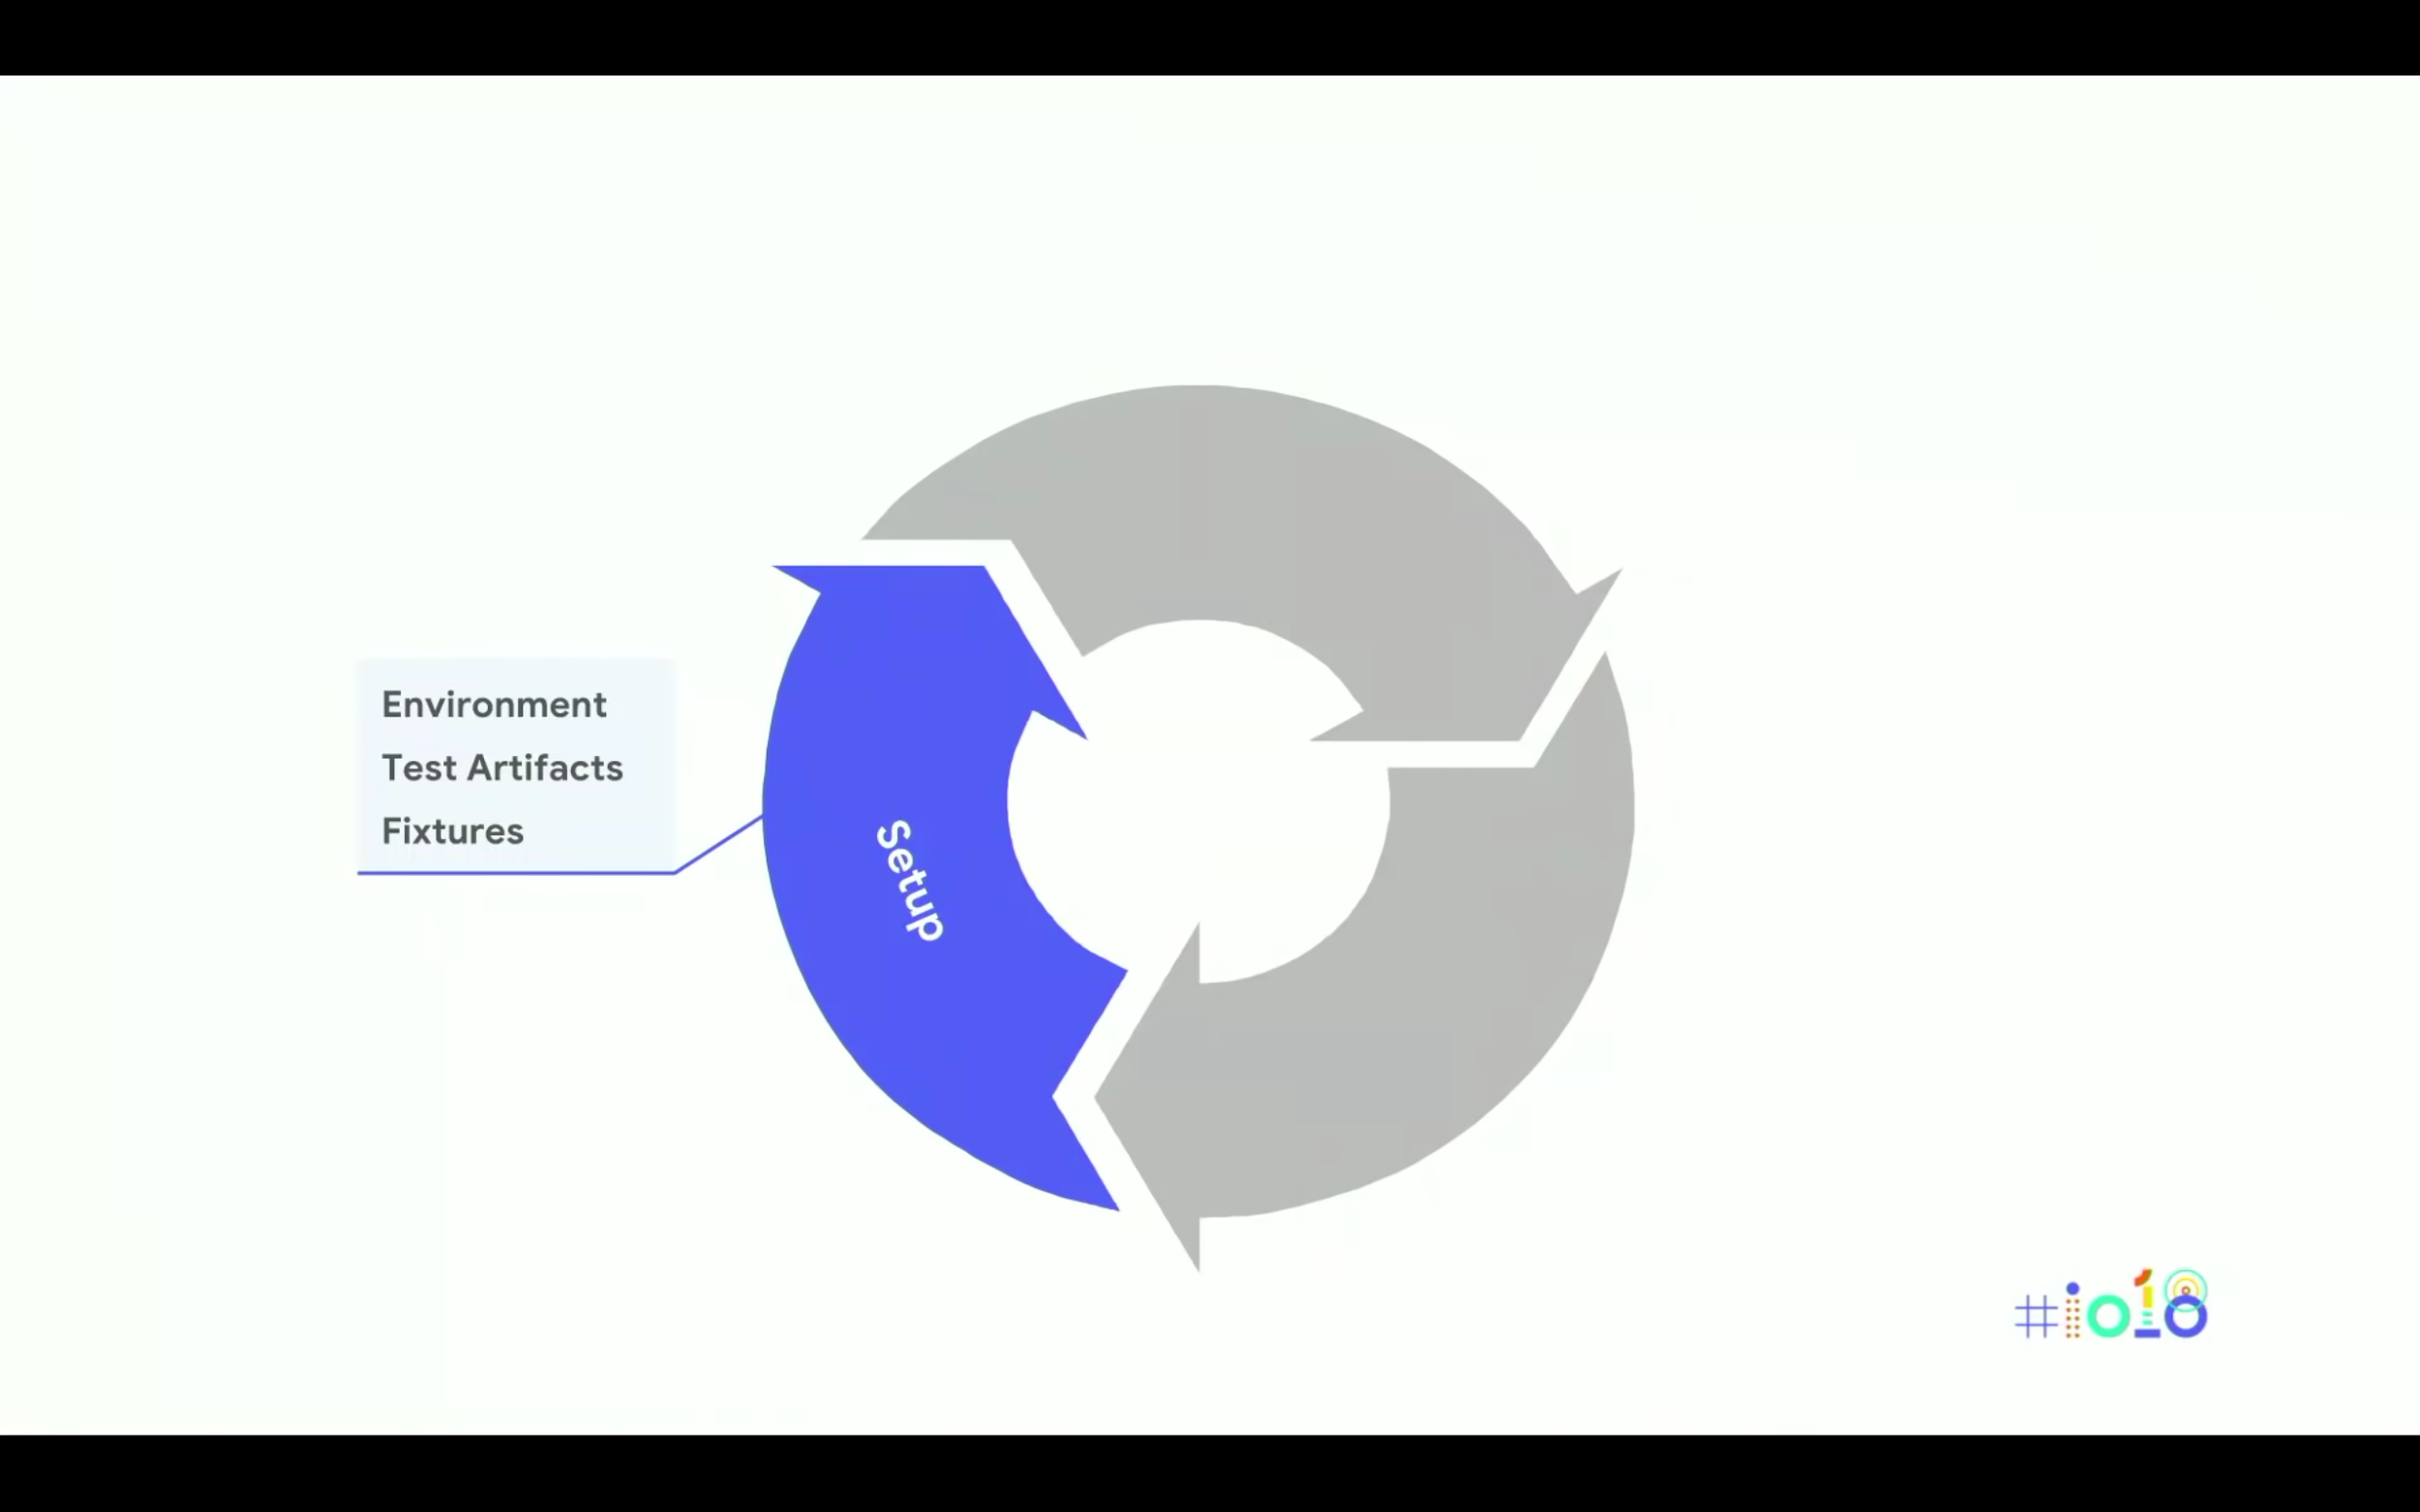 Environment
Test Artifacts
Fixtures
Setup
#io18